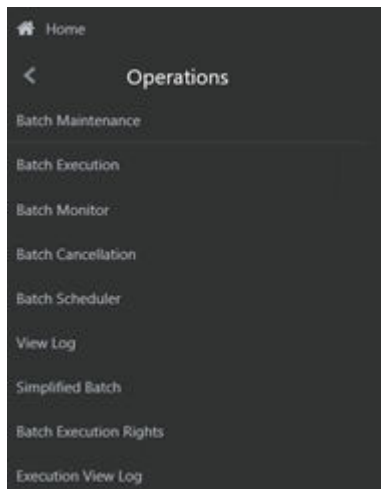 Home
Operations
Batch Maintenance
Batch Execution
Batch Monitor
Batch Cancellation
Batch Scheduler
View Log
Simplified Batch
Batch Execution Rights
Execution View Log